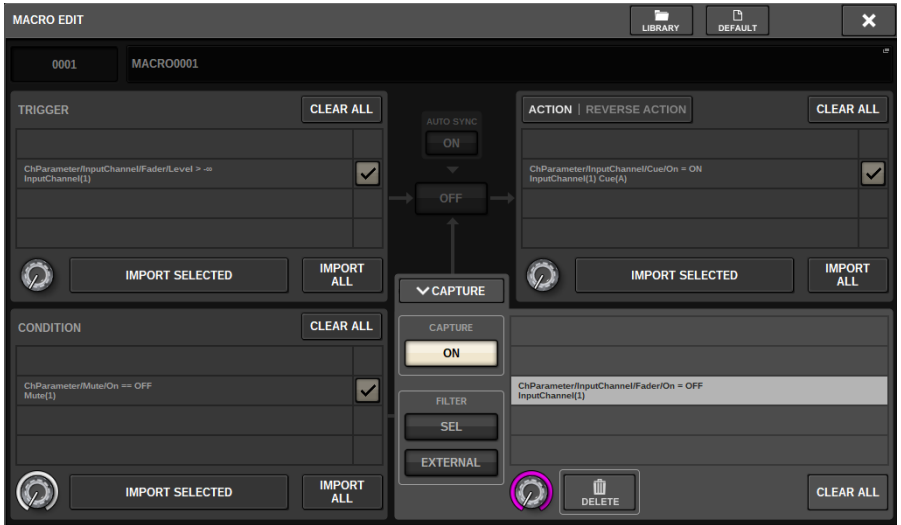 MACRO EDIT
LIBRARY
DEFAULT
0001
MACRO0001
TRIGGER
CLEAR ALL
ChParameter/InputChannel/Fader/Level > -∞
InputChannel(1)
IMPORT SELECTED
IMPORT
ALL
AUTO SYNC
ON
OFF
ACTION | REVERSE ACTION
CLEAR ALL
ChParameter/InputChannel/Cue/On = ON
InputChannel(1) Cue(A)
IMPORT SELECTED
IMPORT
ALL
CONDITION
CLEAR ALL
ChParameter/Mute/On == OFF
Mute(1)
IMPORT SELECTED
IMPORT
ALL
CAPTURE
CAPTURE
ON
FILTER
SEL
EXTERNAL
ChParameter/InputChannel/Fader/On = OFF
InputChannel(1)
DELETE
CLEAR ALL